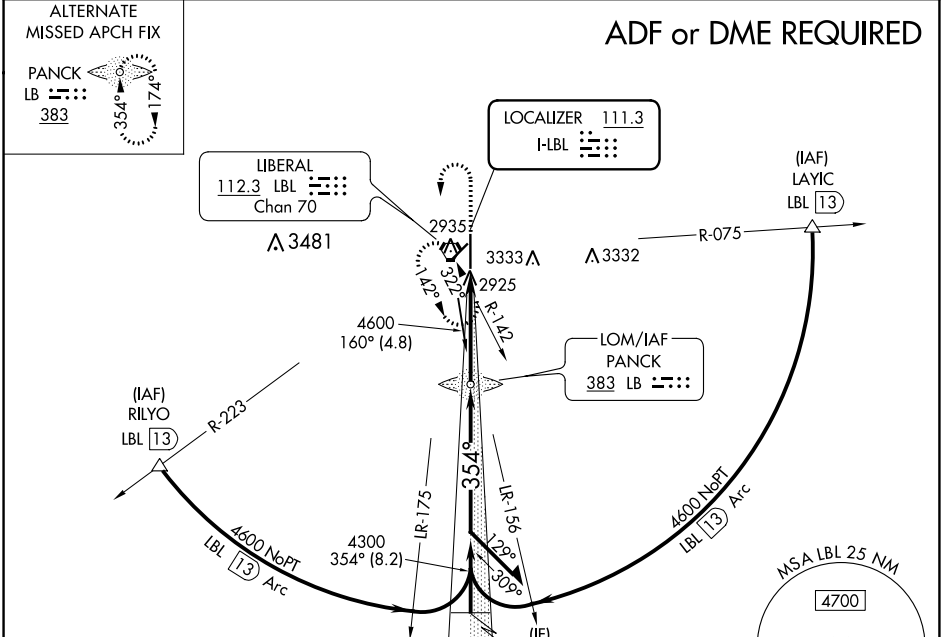 ALTERNATE
MISSED APCH FIX
PANCK
LB
383
354°
174°
ADF or DME REQUIRED
LOCALIZER 111.3
I-LBL
LIBERAL
112.3 LBL
Chan 70
(IAF)
LAYIC
LBL 13
R-075
3481
2935
3333
3332
142°
322°
2925
R-142
4600
160° (4.8)
LOM/IAF
PANCK
383 LB
(IAF)
RILYO
LBL 13
R-223
354°
LR-175
LR-156
4600 NoPT
LBL 13 Arc
4600 NoPT
LBL 13 Arc
4300
354° (8.2)
129°
309°
(IF)
MSA LBL 25 NM
4700